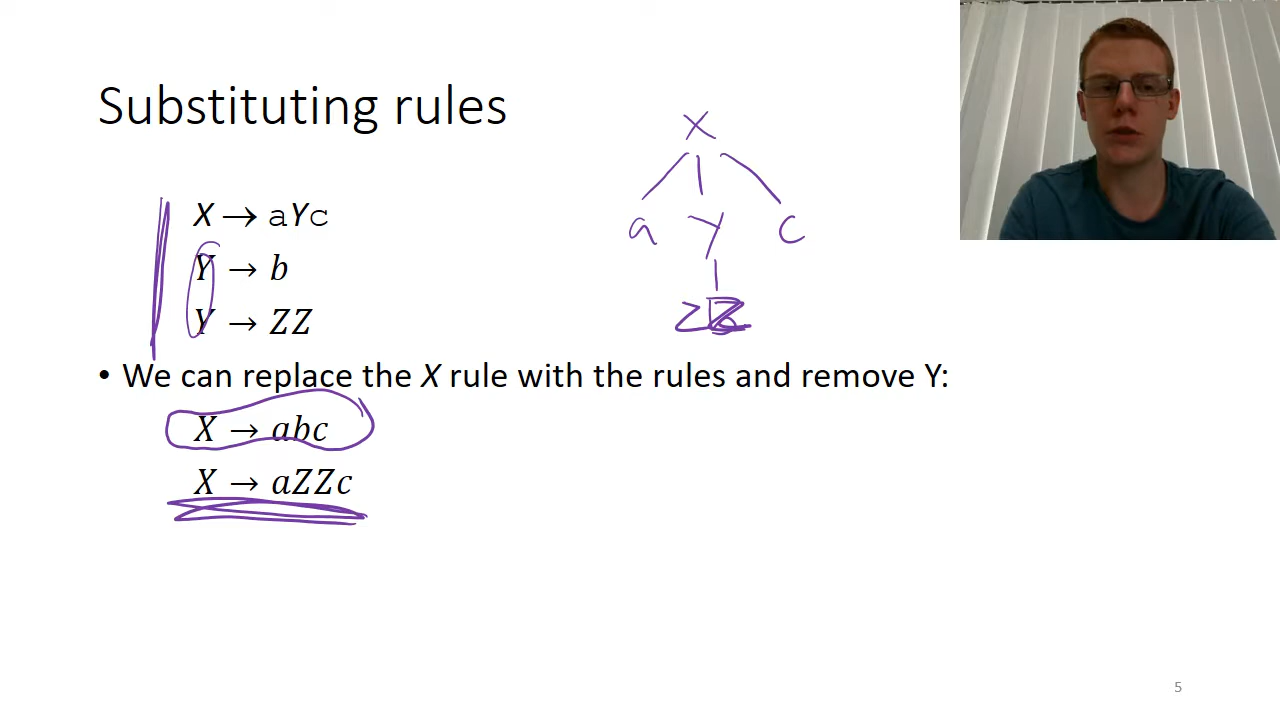 Substituting rules
X → aYc
Y → b
Y → ZZ
• We can replace the X rule with the rules and remove Y:
X → abc
X → aZZc
X
a Y c
ZZ
5